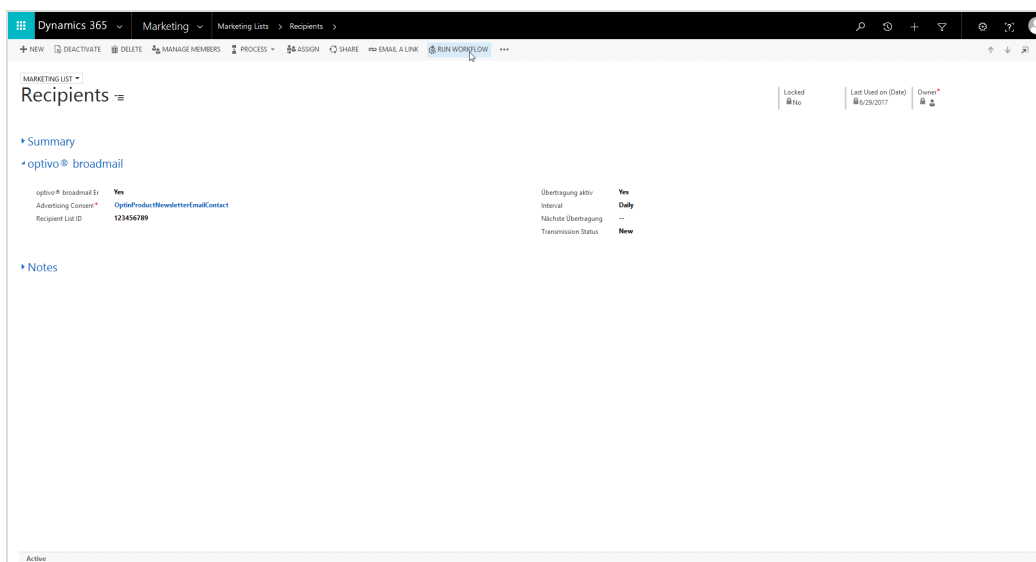 Dynamics 365 Marketing Marketing Lists > Recipients >
+ NEW DEACTIVATE DELETE MANAGE MEMBERS PROCESS ASSIGN SHARE EMAIL A LINK RUN WORKFLOW •••
MARKETING LIST
Recipients
Locked
No
Last Used on (Date)
6/29/2017
Owner*
Summary
optivo® broadmail
optivo® broadmail Er Yes
Advertising Consent* OptinProductNewsletterEmailContact
Recipient List ID 123456789
Übertragung aktiv Yes
Interval Daily
Nächste Übertragung --
Transmission Status New
Notes
Active